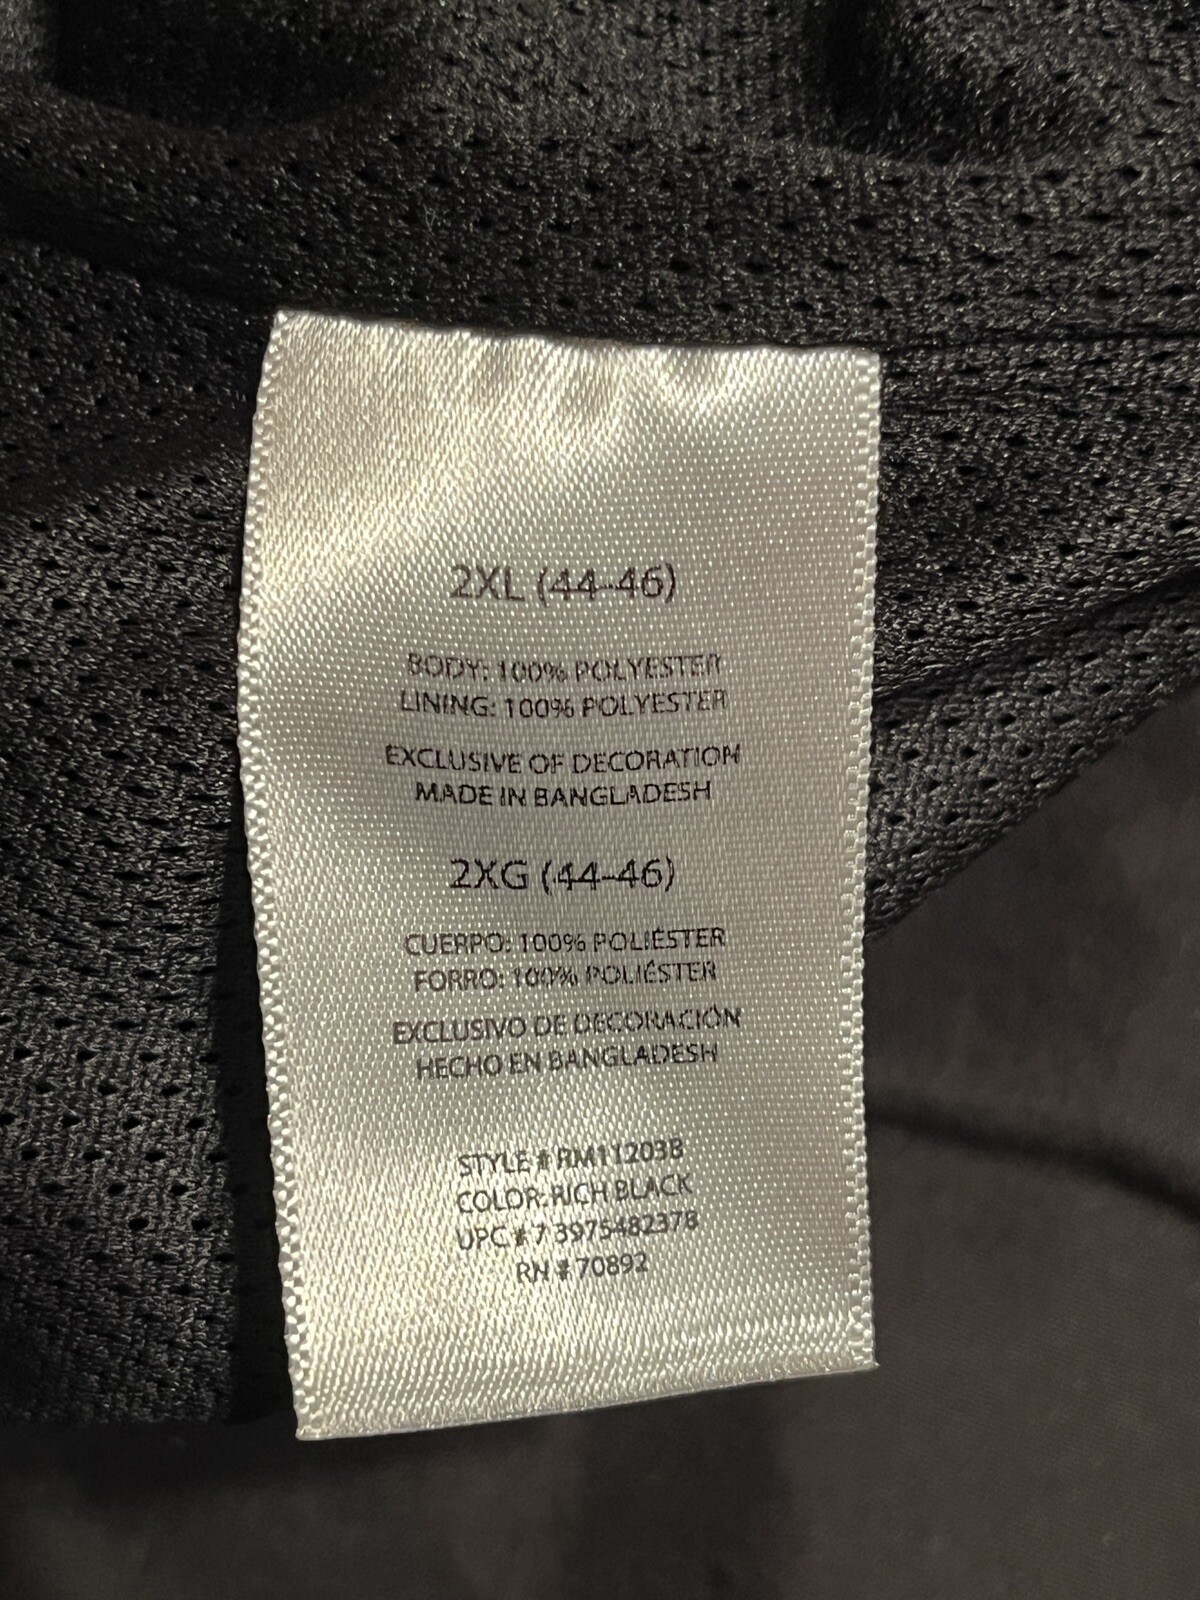 2XL (44-46)
BODY: 100% POLYESTER
LINING: 100% POLYESTER
EXCLUSIVE OF DECORATION
MADE IN BANGLADESH
2XG (44-46)
CUERPO: 100% POLIÉSTER
FORRO: 100% POLIÉSTER
EXCLUSIVO DE DECORACIÓN
HECHO EN BANGLADESH
STYLE # RM11203B
COLOR: RICH BLACK
UPC # 7 3975482378
RN # 70892